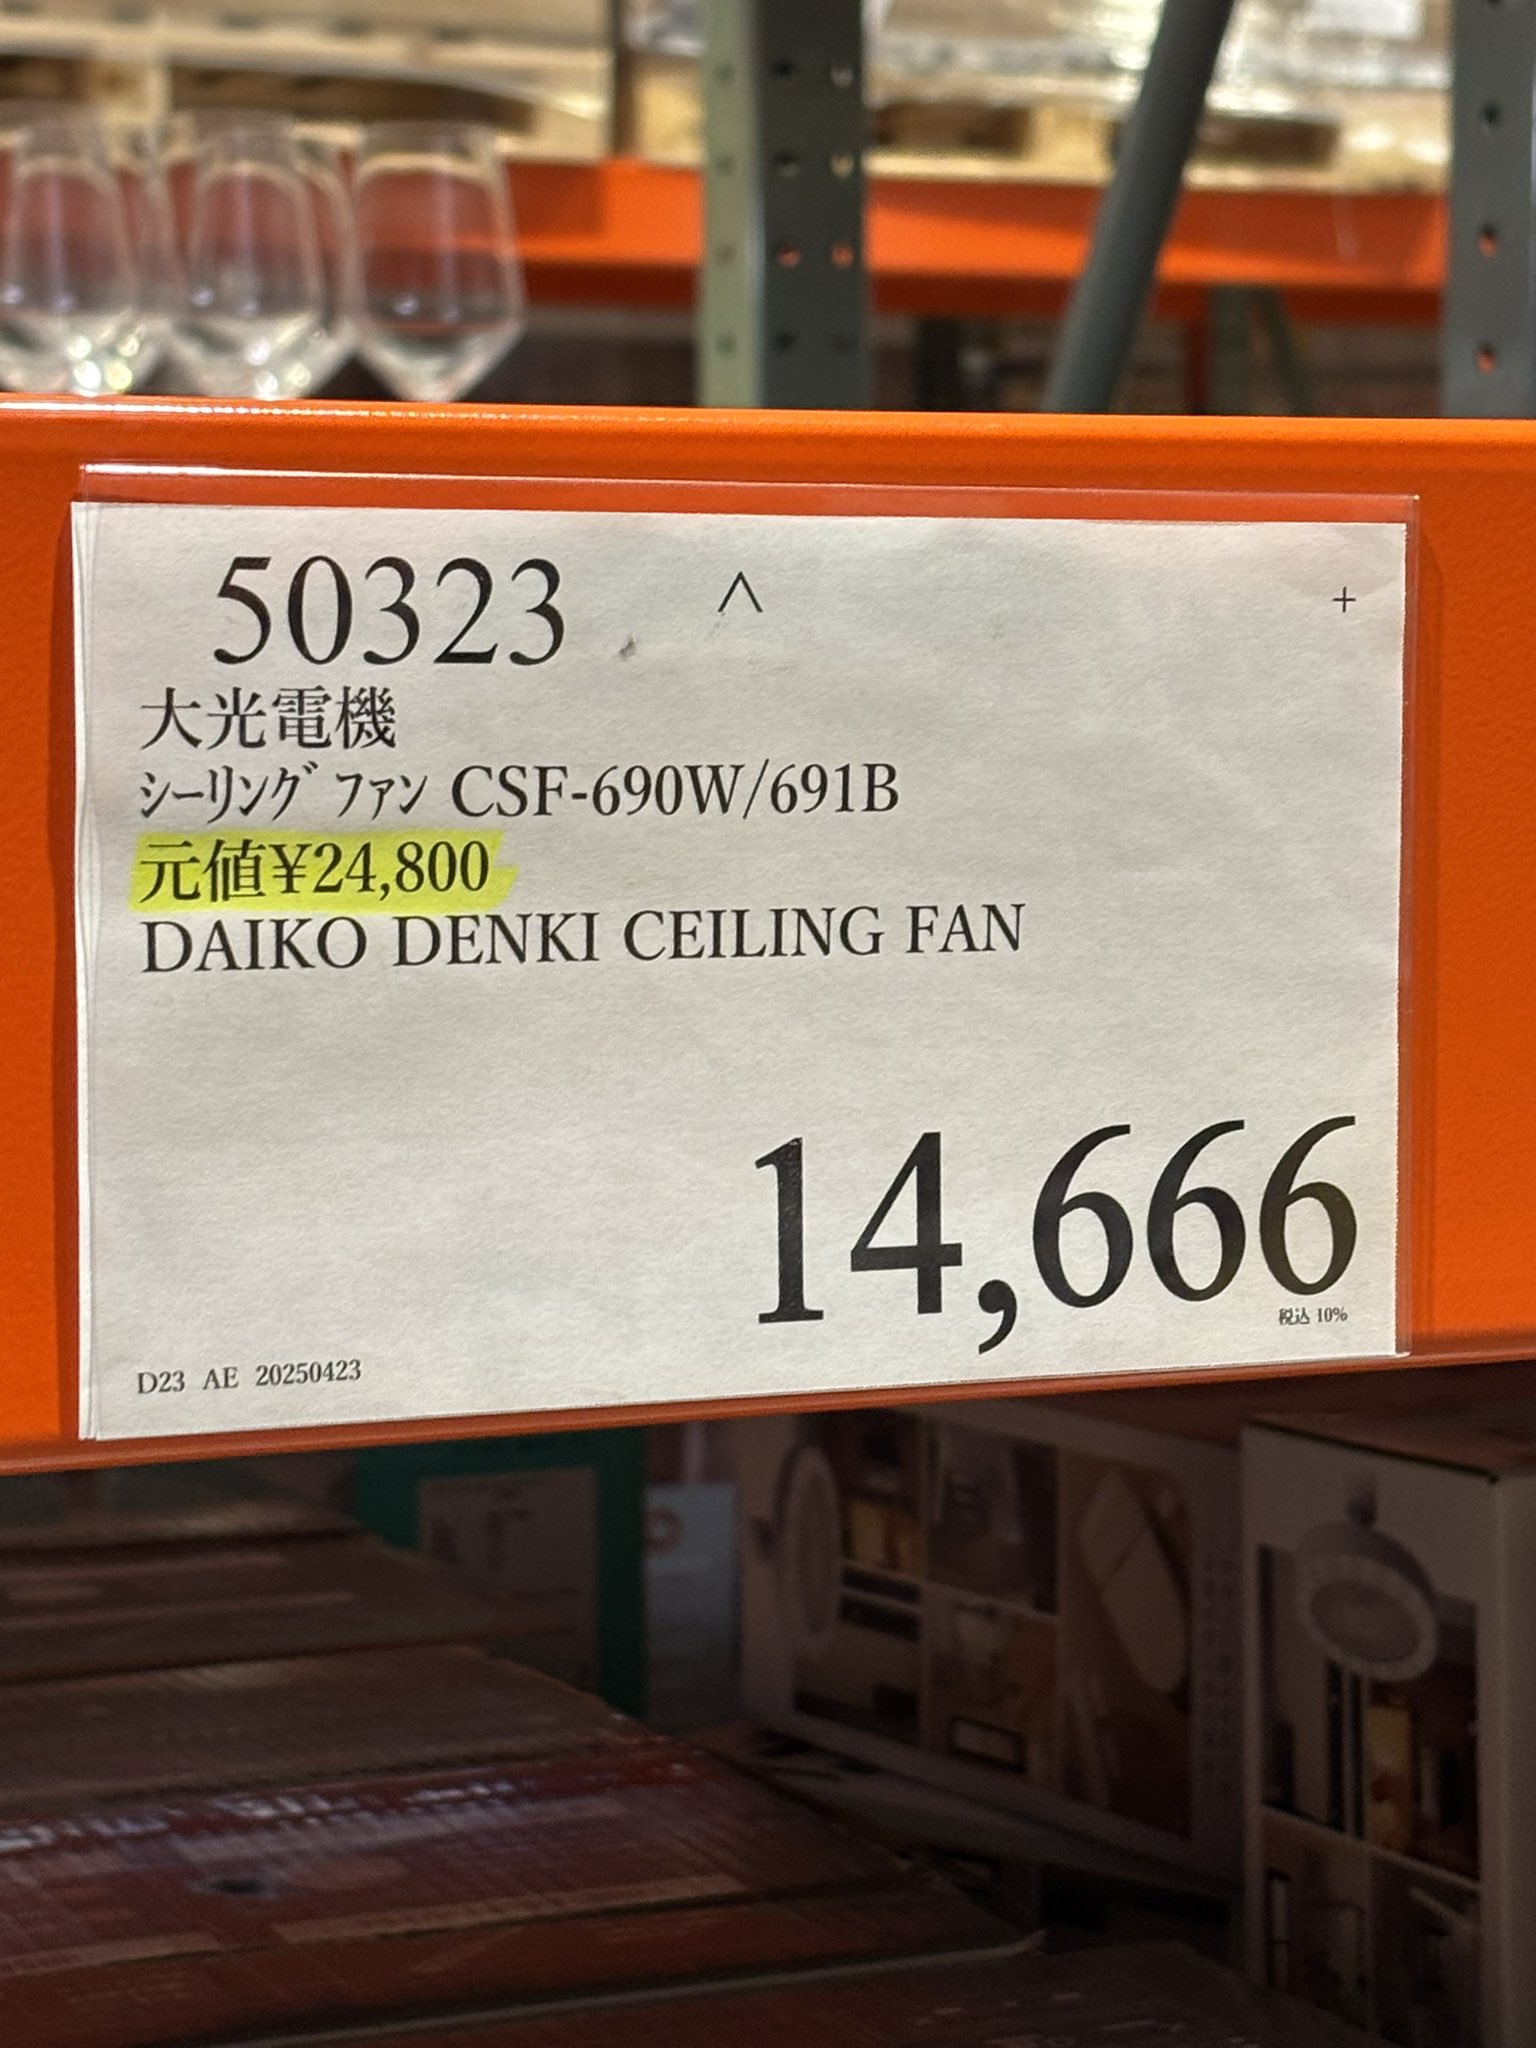 50323 ^ +
大光電機
ｼｰﾘﾝｸﾞﾌｧﾝ CSF-690W/691B
元値¥24,800
DAIKO DENKI CEILING FAN
14,666
税込 10%
D23 AE 20250423